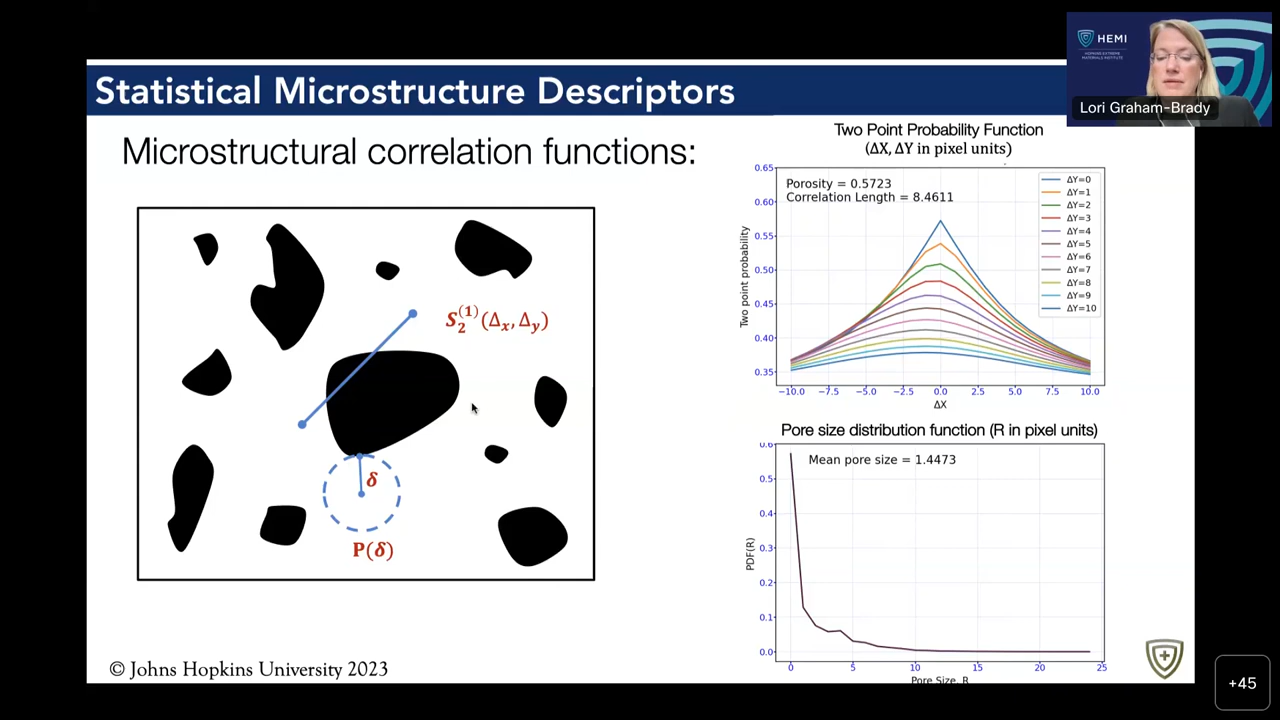 HEMI
HOPKINS EXTREME
MATERIALS INSTITUTE
Lori Graham-Brady
Statistical Microstructure Descriptors
Microstructural correlation functions:
S₂⁽¹⁾(Δₓ, Δᵧ)
δ
P(δ)
Two Point Probability Function
(ΔX, ΔY in pixel units)
Porosity = 0.5723
Correlation Length = 8.4611
ΔY=0
ΔY=1
ΔY=2
ΔY=3
ΔY=4
ΔY=5
ΔY=6
ΔY=7
ΔY=8
ΔY=9
ΔY=10
Two point probability
0.65
0.60
0.55
0.50
0.45
0.40
0.35
−10.0 −7.5 −5.0 −2.5 0.0 2.5 5.0 7.5 10.0
ΔX
Pore size distribution function (R in pixel units)
Mean pore size = 1.4473
PDF(R)
0.6
0.5
0.4
0.3
0.2
0.1
0.0
0 5 10 15 20 25
Pore Size, R
© Johns Hopkins University 2023
+45